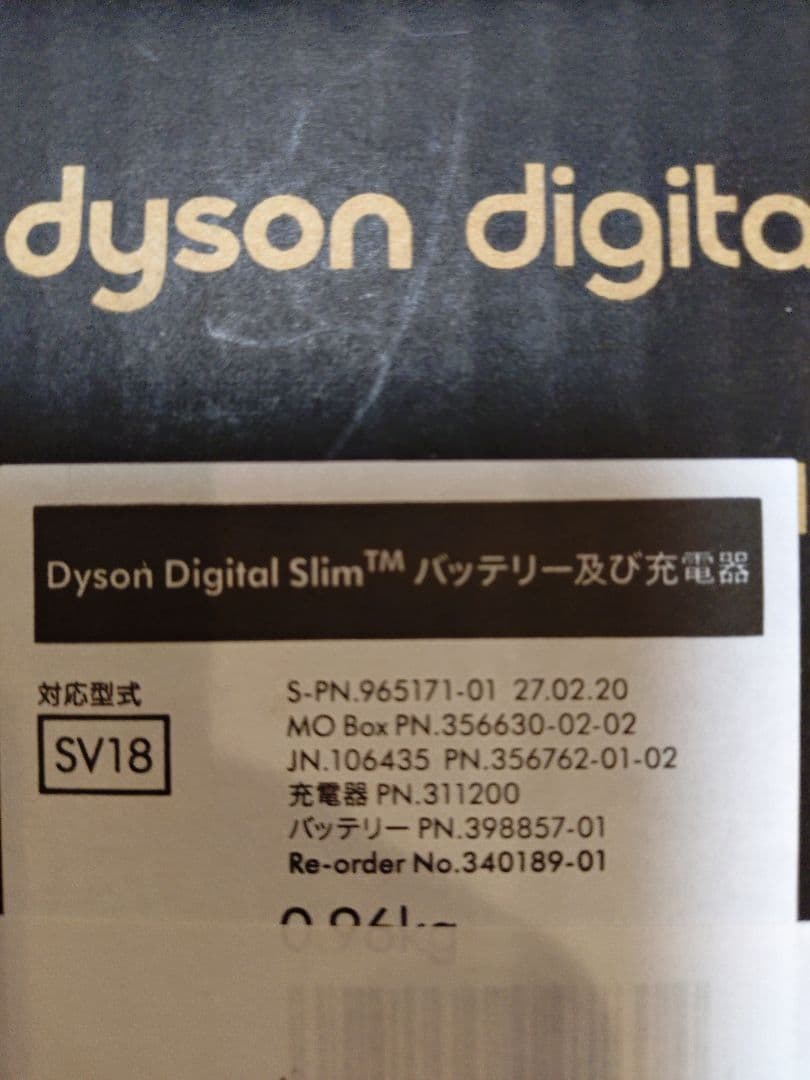 dyson digita
Dyson Digital Slim™ バッテリー及び充電器
対応型式
SV18
S-PN.965171-01 27.02.20
MO Box PN.356630-02-02
JN.106435 PN.356762-01-02
充電器 PN.311200
バッテリー PN.398857-01
Re-order No.340189-01
0.96kg